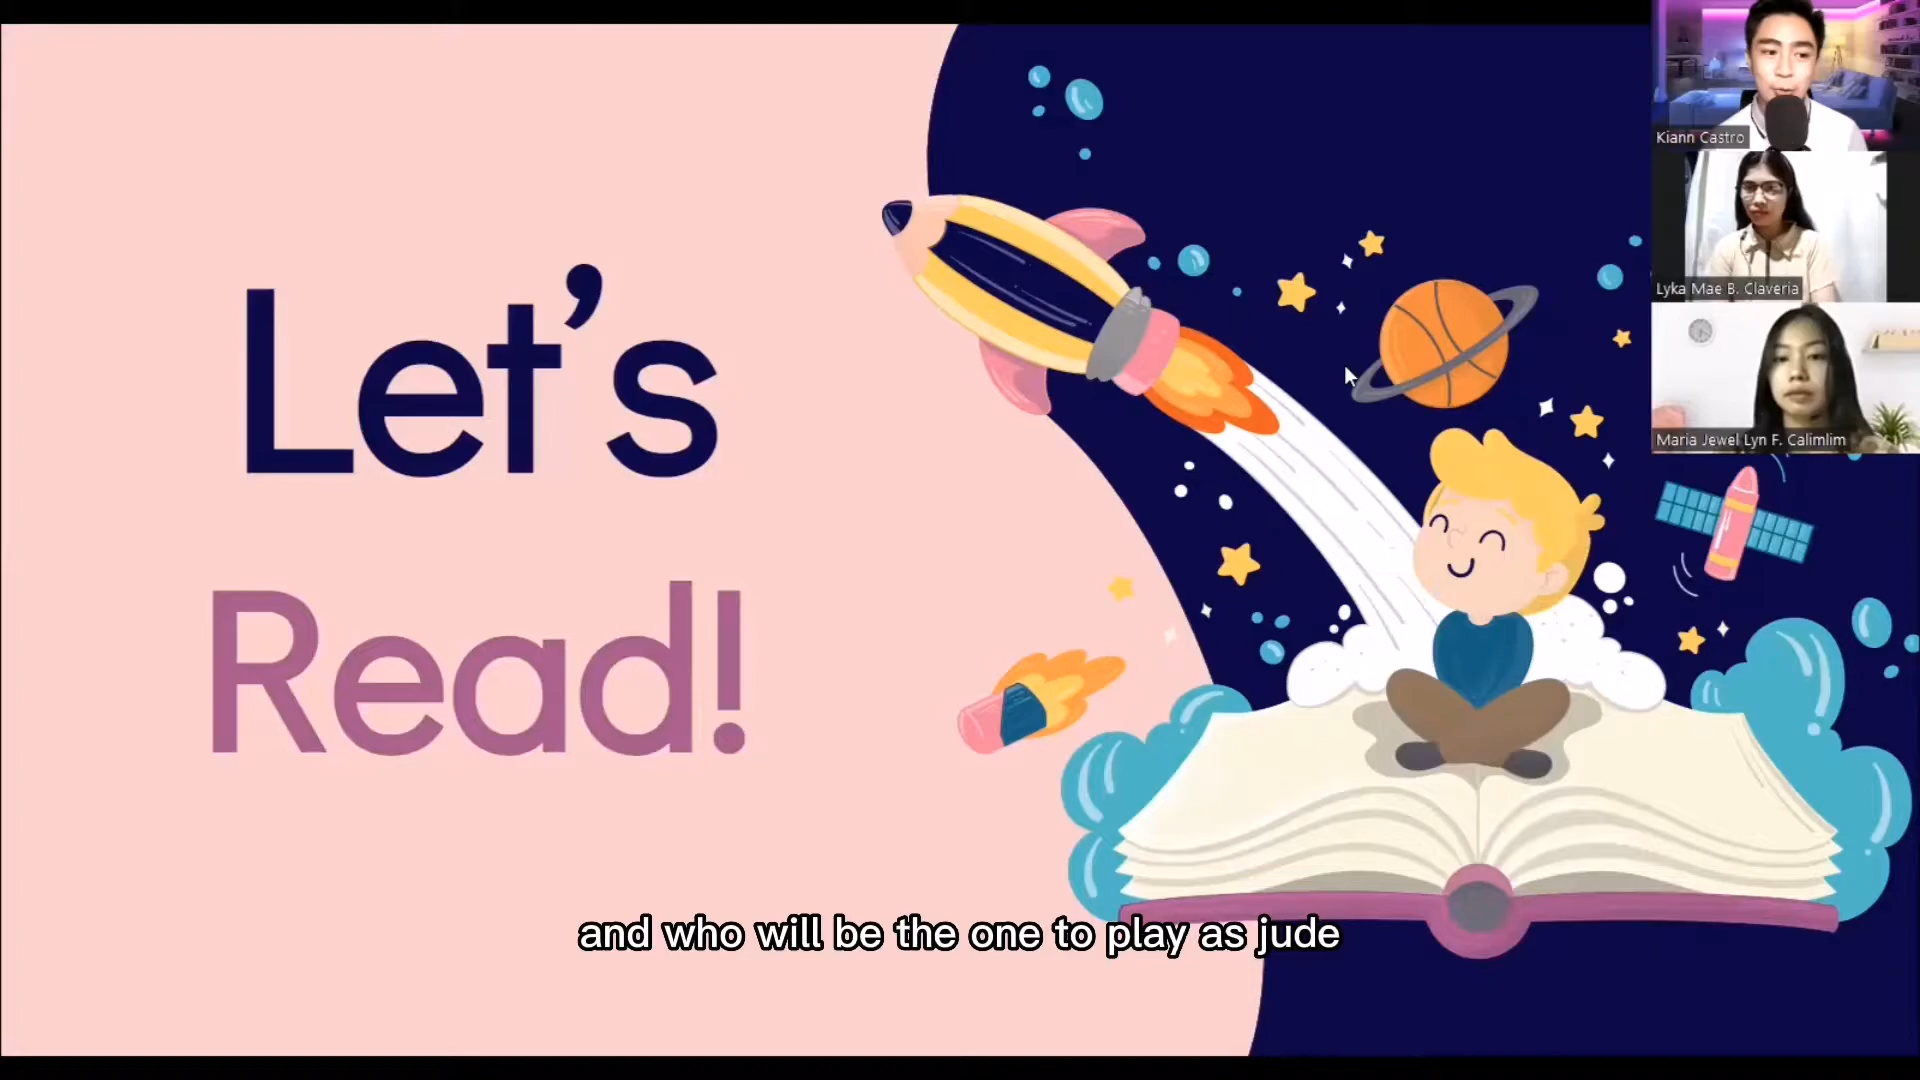 Let's
Read!
Kiann Castro
Lyka Mae B. Claveria
Maria Jewel Lyn F. Calimlim
and who will be the one to play as jude